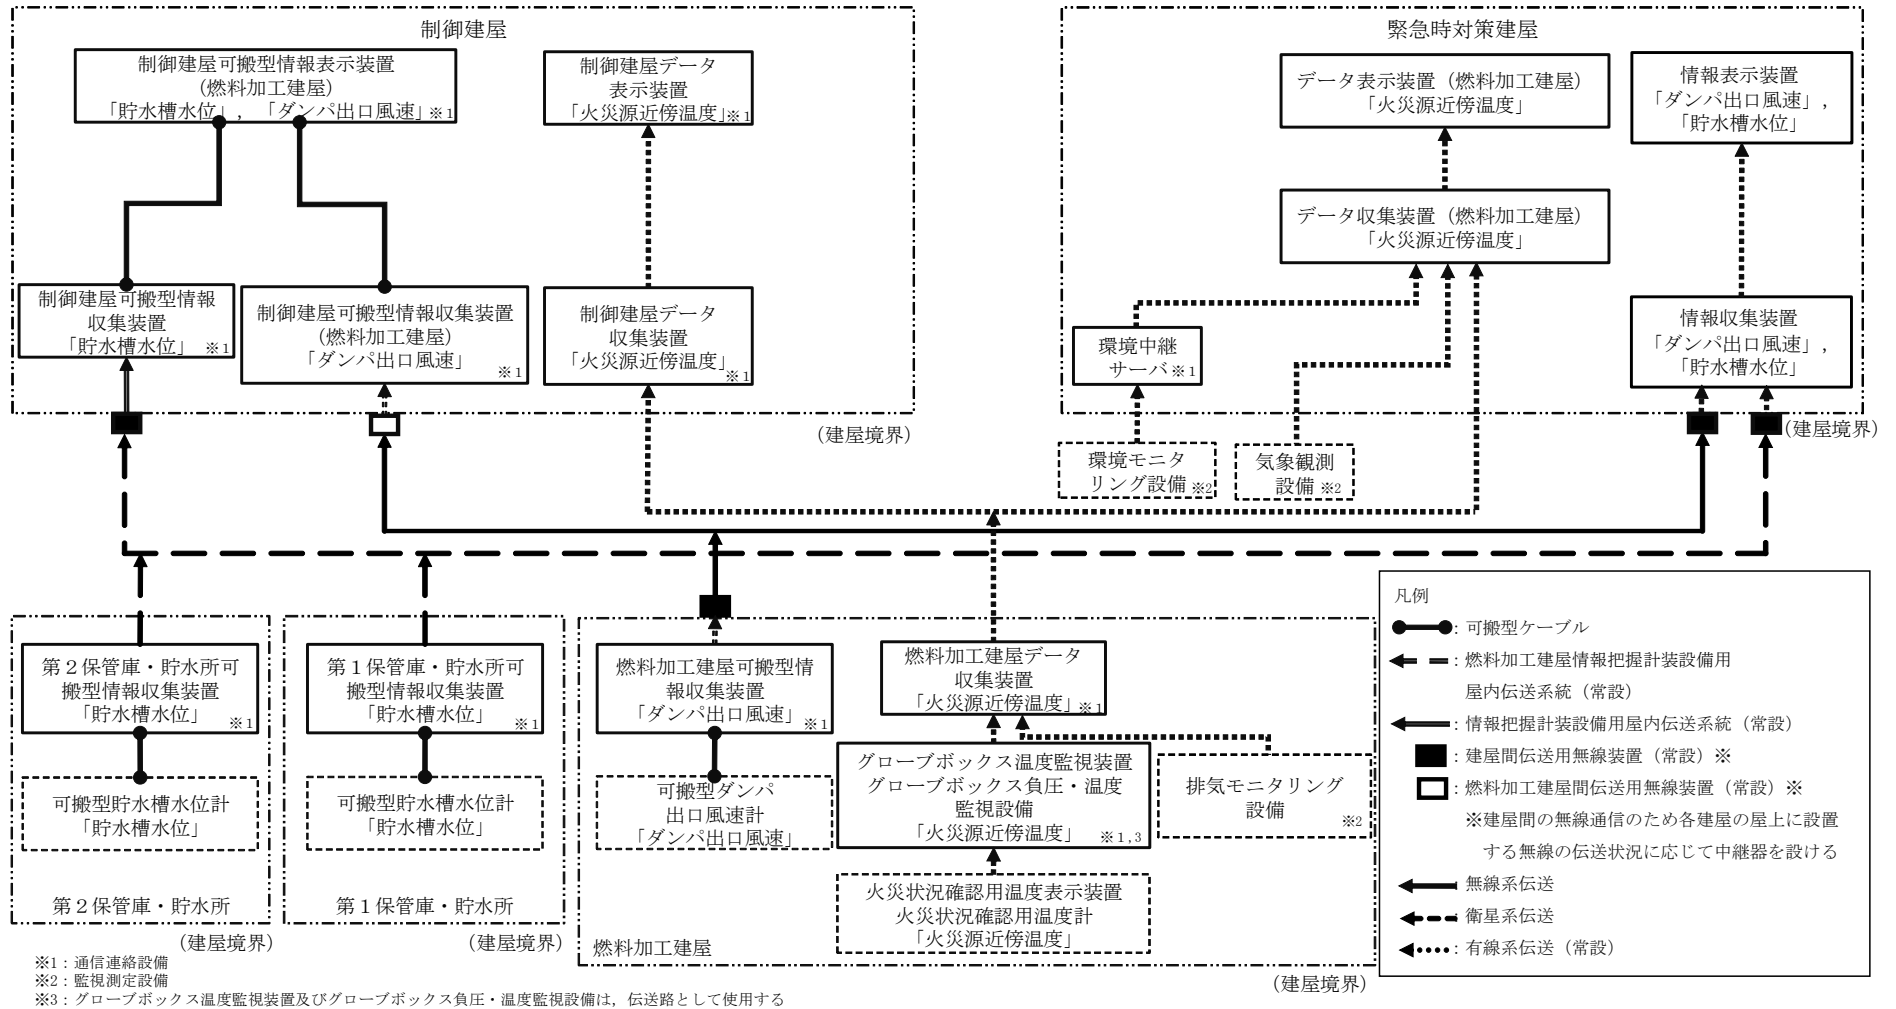 制御建屋
制御建屋可搬型情報表示装置
(燃料加工建屋)
「貯水槽水位」, 「ダンパ出口風速」※1
制御建屋データ
表示装置
「火災源近傍温度」※1
制御建屋可搬型情報
収集装置
「貯水槽水位」 ※1
制御建屋可搬型情報収集装置
(燃料加工建屋)
「ダンパ出口風速」
※1
制御建屋データ
収集装置
「火災源近傍温度」
※1
(建屋境界)
緊急時対策建屋
データ表示装置(燃料加工建屋)
「火災源近傍温度」
情報表示装置
「ダンパ出口風速」,
「貯水槽水位」
データ収集装置(燃料加工建屋)
「火災源近傍温度」
環境中継
サーバ※1
情報収集装置
「ダンパ出口風速」,
「貯水槽水位」
(建屋境界)
環境モニタ
リング設備 ※2
気象観測
設備 ※2
第2保管庫・貯水所可
搬型情報収集装置
「貯水槽水位」 ※1
可搬型貯水槽水位計
「貯水槽水位」
第2保管庫・貯水所
(建屋境界)
第1保管庫・貯水所可
搬型情報収集装置
「貯水槽水位」 ※1
可搬型貯水槽水位計
「貯水槽水位」
第1保管庫・貯水所
(建屋境界)
燃料加工建屋可搬型情
報収集装置
「ダンパ出口風速」 ※1
可搬型ダンパ
出口風速計
「ダンパ出口風速」
燃料加工建屋データ
収集装置
「火災源近傍温度」※1
グローブボックス温度監視装置
グローブボックス負圧・温度
監視設備
「火災源近傍温度」 ※1,3
排気モニタリング
設備
※2
火災状況確認用温度表示装置
火災状況確認用温度計
「火災源近傍温度」
燃料加工建屋
(建屋境界)
凡例
:可搬型ケーブル
:燃料加工建屋情報把握計装設備用
屋内伝送系統(常設)
:情報把握計装設備用屋内伝送系統(常設)
:建屋間伝送用無線装置(常設)※
:燃料加工建屋間伝送用無線装置(常設)※
※建屋間の無線通信のため各建屋の屋上に設置
する無線の伝送状況に応じて中継器を設ける
:無線系伝送
:衛星系伝送
:有線系伝送(常設)
※1:通信連絡設備
※2:監視測定設備
※3:グローブボックス温度監視装置及びグローブボックス負圧・温度監視設備は,伝送路として使用する